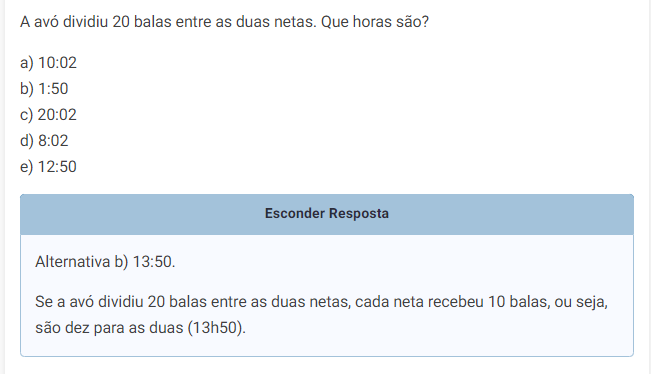 A avó dividiu 20 balas entre as duas netas. Que horas são?
a) 10:02
b) 1:50
c) 20:02
d) 8:02
e) 12:50
Esconder Resposta
Alternativa b) 13:50.
Se a avó dividiu 20 balas entre as duas netas, cada neta recebeu 10 balas, ou seja,
são dez para as duas (13h50).